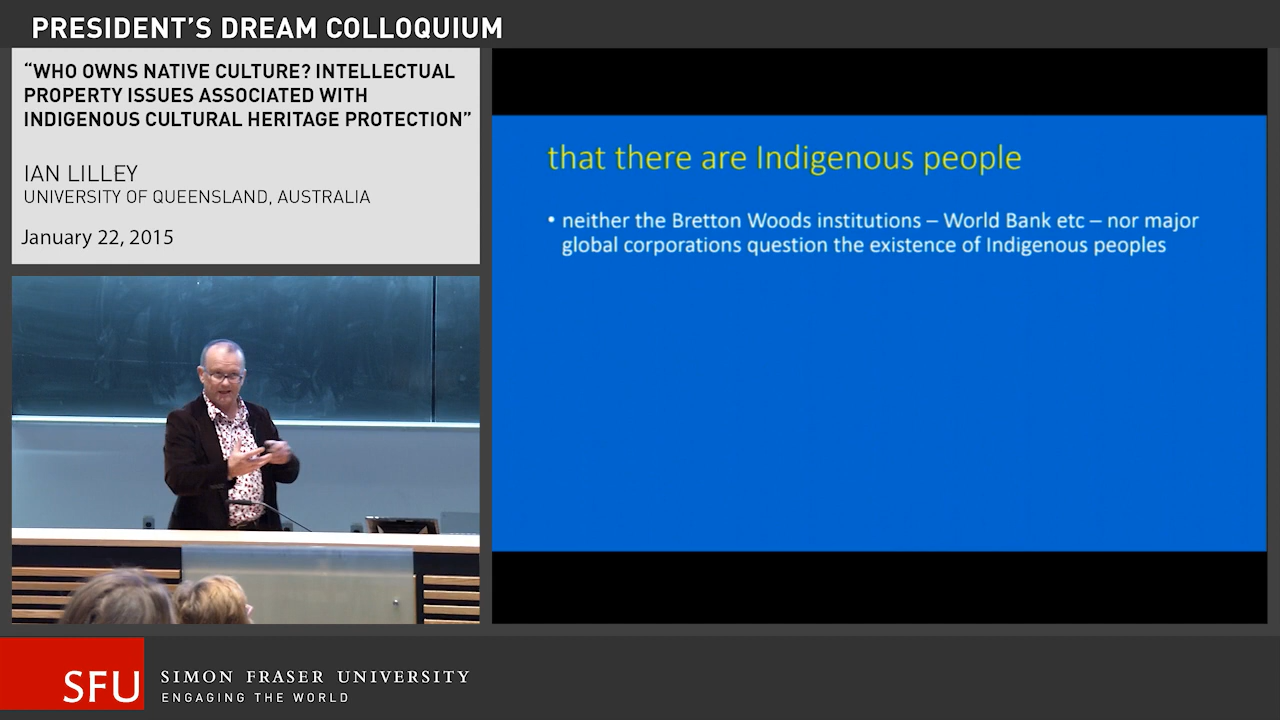 PRESIDENT'S DREAM COLLOQUIUM
“WHO OWNS NATIVE CULTURE? INTELLECTUAL
PROPERTY ISSUES ASSOCIATED WITH
INDIGENOUS CULTURAL HERITAGE PROTECTION”
IAN LILLEY
UNIVERSITY OF QUEENSLAND, AUSTRALIA
January 22, 2015
that there are Indigenous people
• neither the Bretton Woods institutions – World Bank etc – nor major
global corporations question the existence of Indigenous peoples
SFU
SIMON FRASER UNIVERSITY
ENGAGING THE WORLD